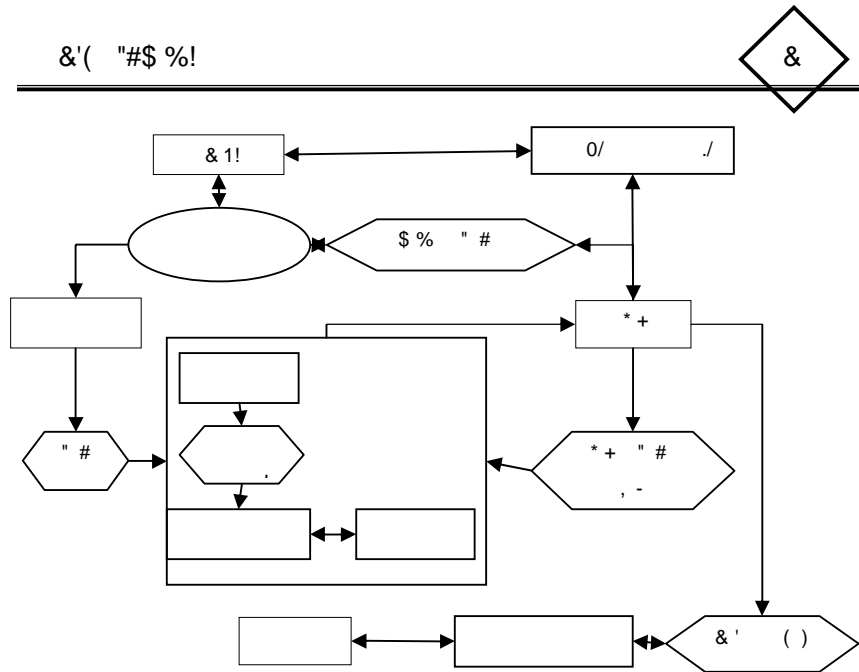 &'( "#$ %!
&
& 1!
0/ ./
$ % " #
* +
" #
.
* + " #
, -
& ' ( )